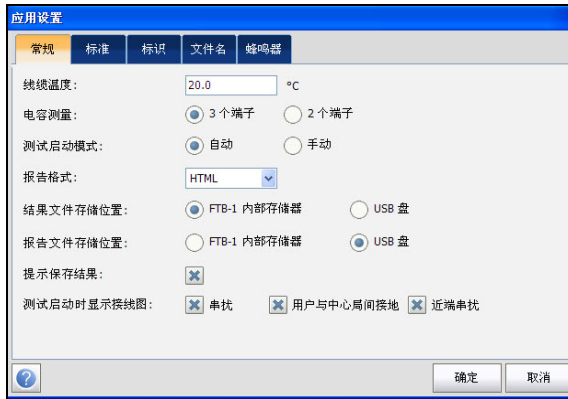 应用设置
常规 标准 标识 文件名 蜂鸣器
线缆温度: 20.0 °C
电容测量: 3 个端子 2 个端子
测试启动模式: 自动 手动
报告格式: HTML
结果文件存储位置: FTB-1 内部存储器 USB 盘
报告文件存储位置: FTB-1 内部存储器 USB 盘
提示保存结果:
测试启动时显示接线图: 串扰 用户与中心局间接地 近端串扰
? 确定 取消